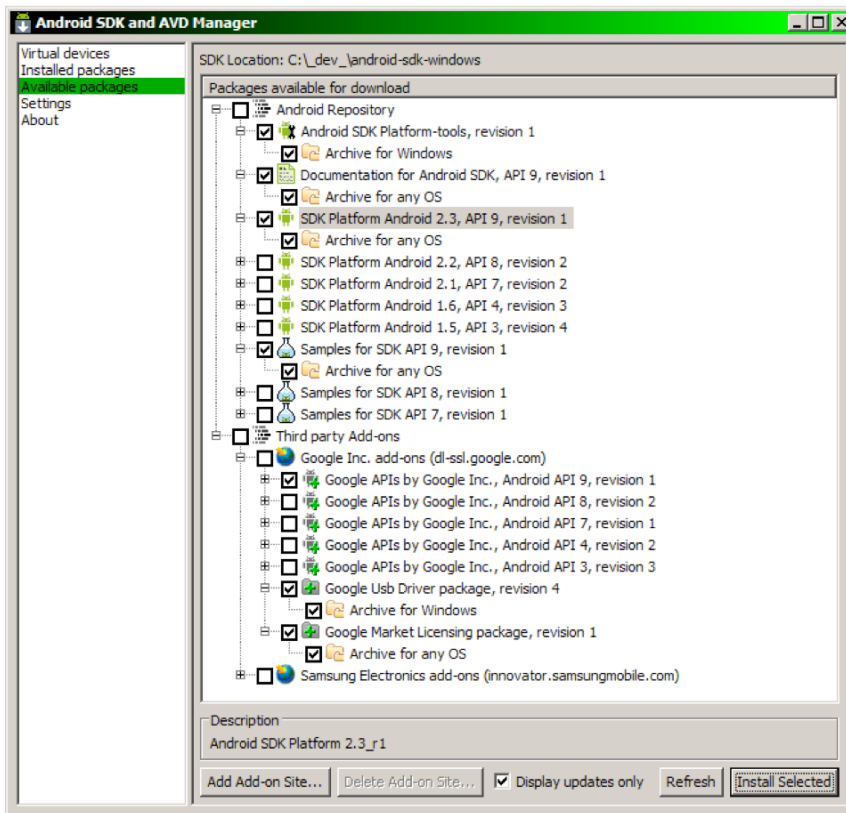 Android SDK and AVD Manager
Virtual devices
Installed packages
Available packages
Settings
About
SDK Location: C:\_dev_\android-sdk-windows
Packages available for download
Android Repository
Android SDK Platform-tools, revision 1
Archive for Windows
Documentation for Android SDK, API 9, revision 1
Archive for any OS
SDK Platform Android 2.3, API 9, revision 1
Archive for any OS
SDK Platform Android 2.2, API 8, revision 2
SDK Platform Android 2.1, API 7, revision 2
SDK Platform Android 1.6, API 4, revision 3
SDK Platform Android 1.5, API 3, revision 4
Samples for SDK API 9, revision 1
Archive for any OS
Samples for SDK API 8, revision 1
Samples for SDK API 7, revision 1
Third party Add-ons
Google Inc. add-ons (dl-ssl.google.com)
Google APIs by Google Inc., Android API 9, revision 1
Google APIs by Google Inc., Android API 8, revision 2
Google APIs by Google Inc., Android API 7, revision 1
Google APIs by Google Inc., Android API 4, revision 2
Google APIs by Google Inc., Android API 3, revision 3
Google Usb Driver package, revision 4
Archive for Windows
Google Market Licensing package, revision 1
Archive for any OS
Samsung Electronics add-ons (innovator.samsungmobile.com)
Description
Android SDK Platform 2.3_r1
Add Add-on Site... Delete Add-on Site... Display updates only Refresh Install Selected